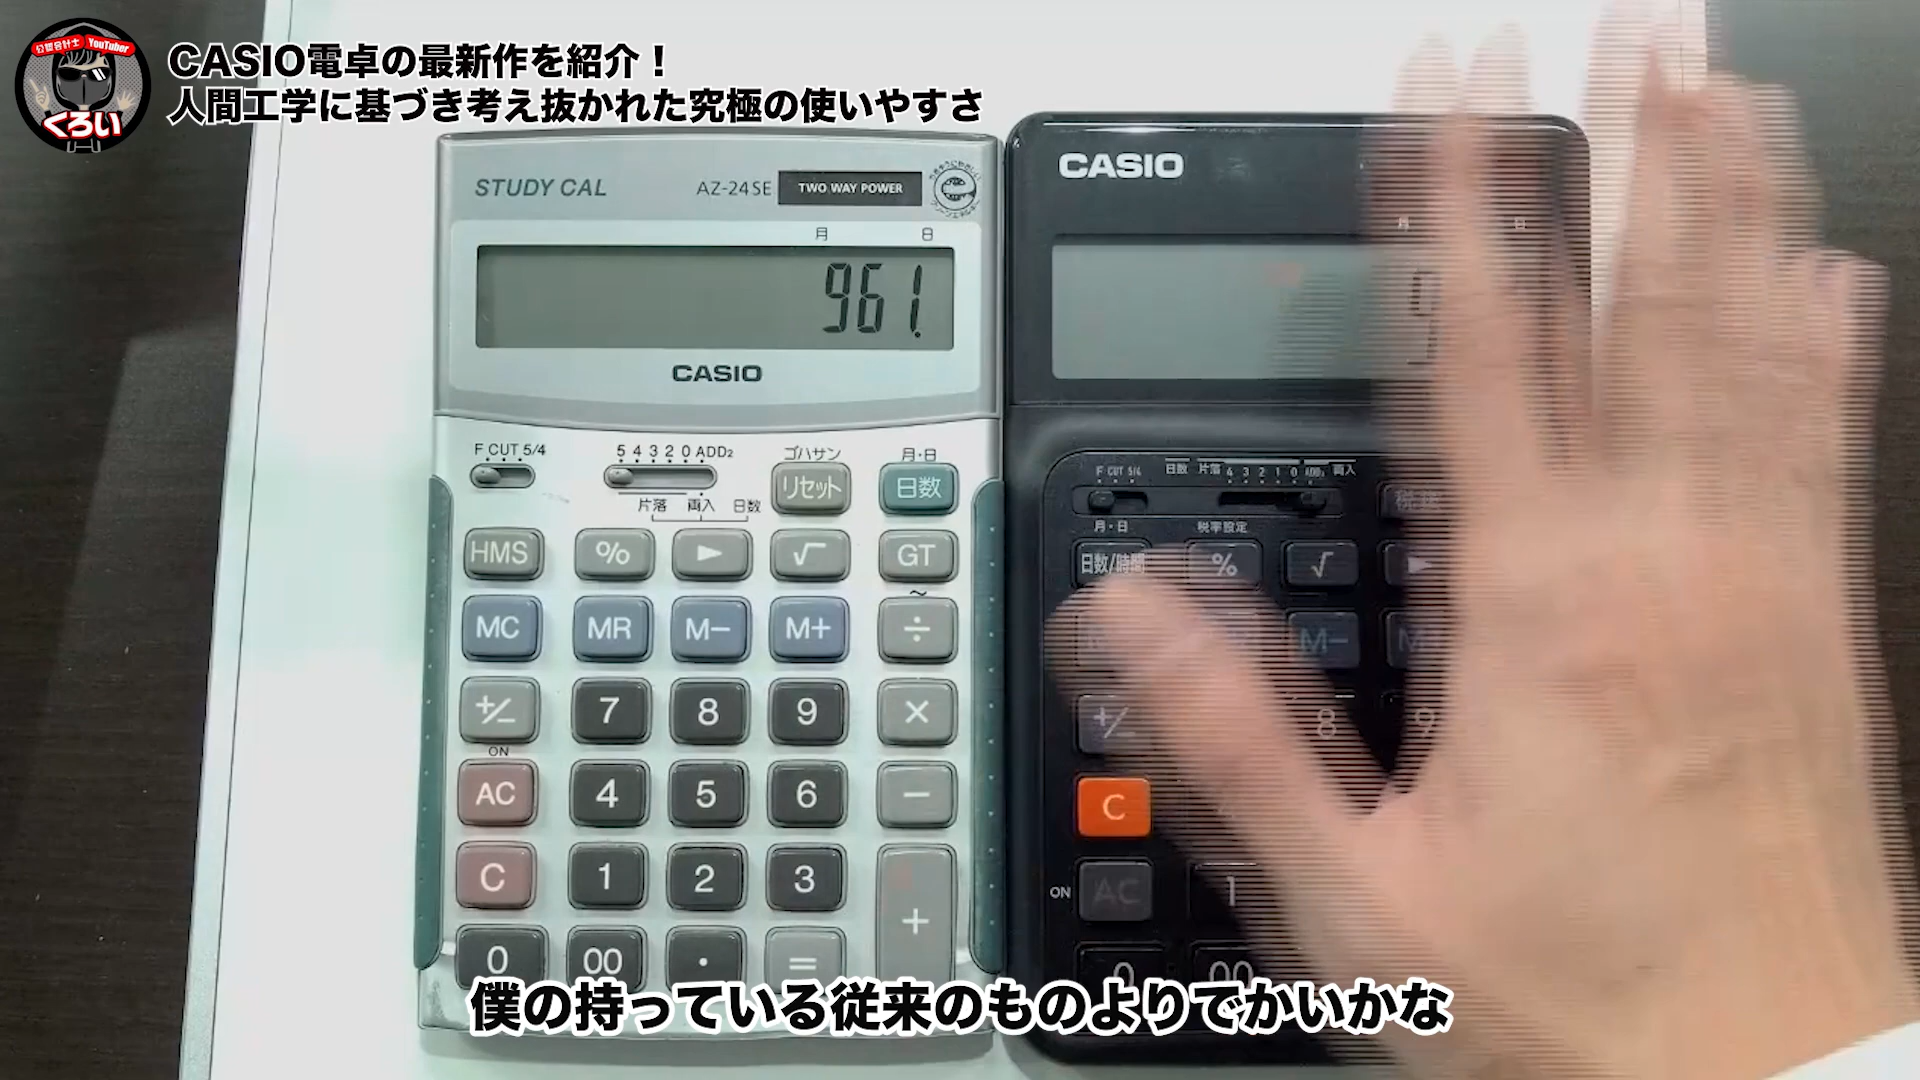 公認会計士 YouTuber
くろい
CASIO電卓の最新作を紹介！
人間工学に基づき考え抜かれた究極の使いやすさ
STUDY CAL
AZ-24SE
TWO WAY POWER
月 日
961.
CASIO
F CUT 5/4
5 4 3 2 0 ADD₂
片落 両入 日数
ゴハサン
リセット
月・日
日数
HMS % ▶ √ GT
MC MR M− M+ ÷
+/− 7 8 9 ×
ON
AC 4 5 6 −
C 1 2 3 +
0 00 · =
CASIO
月 日
F CUT 5/4
日数 片落 4 3 2 1 0 ADD₂ 両入
月・日
税率設定
日数/時間 % √ ▶
M−
+/− 8 9
C
ON
AC 1
0 00
僕の持っている従来のものよりでかいかな